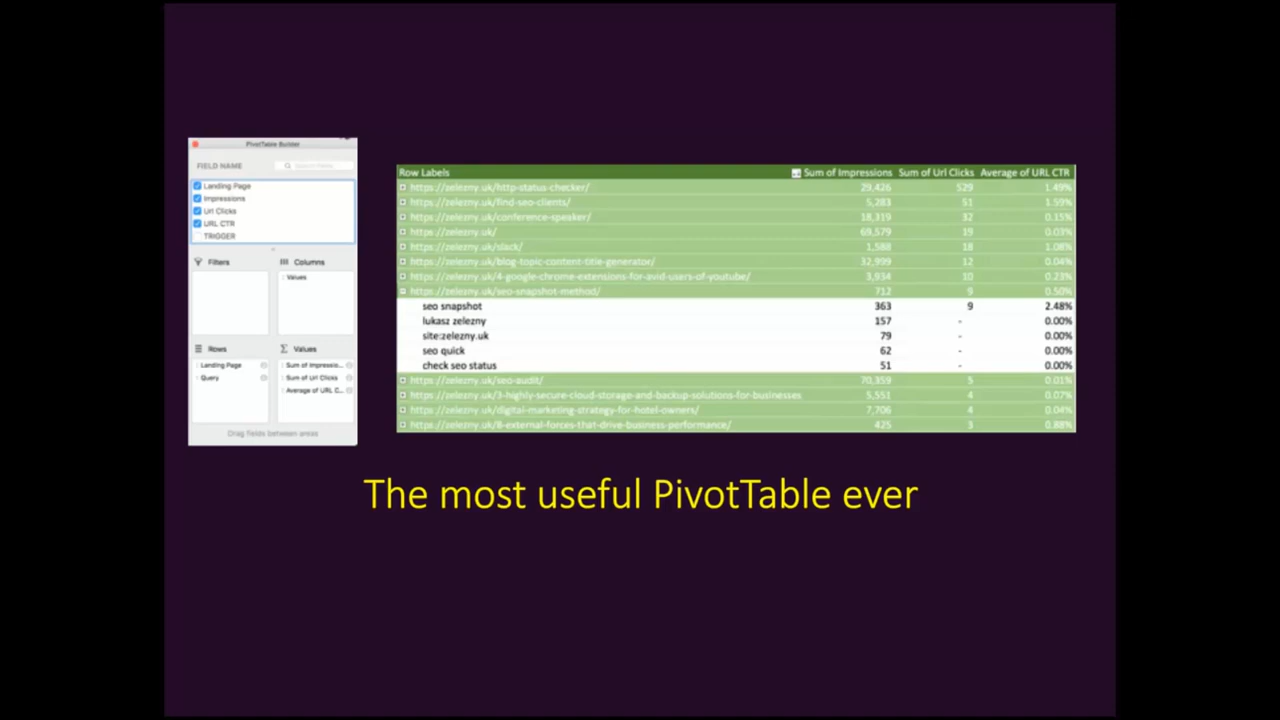 PivotTable Builder
FIELD NAME
Landing Page
Impressions
Url Clicks
URL CTR
TRIGGER
Filters
Columns
Values
Rows
Values
Landing Page
Query
Sum of Impressio...
Sum of Url Clicks
Average of URL C...
Drag fields between areas
Row Labels Sum of Impressions Sum of Url Clicks Average of URL CTR
https://zelezny.uk/http-status-checker/ 29,426 529 1.49%
https://zelezny.uk/find-seo-clients/ 5,283 51 1.59%
https://zelezny.uk/conference-speaker/ 18,319 32 0.15%
https://zelezny.uk/ 69,579 19 0.03%
https://zelezny.uk/slack/ 1,588 18 1.08%
https://zelezny.uk/blog-topic-content-title-generator/ 32,999 12 0.04%
https://zelezny.uk/4-google-chrome-extensions-for-avid-users-of-youtube/ 3,934 10 0.23%
https://zelezny.uk/seo-snapshot-method/ 712 9 0.50%
seo snapshot 363 9 2.48%
lukasz zelezny 157 - 0.00%
site:zelezny.uk 79 - 0.00%
seo quick 62 - 0.00%
check seo status 51 - 0.00%
https://zelezny.uk/seo-audit/ 70,359 5 0.01%
https://zelezny.uk/3-highly-secure-cloud-storage-and-backup-solutions-for-businesses 5,551 4 0.07%
https://zelezny.uk/digital-marketing-strategy-for-hotel-owners/ 7,706 4 0.04%
https://zelezny.uk/8-external-forces-that-drive-business-performance/ 425 3 0.88%
The most useful PivotTable ever